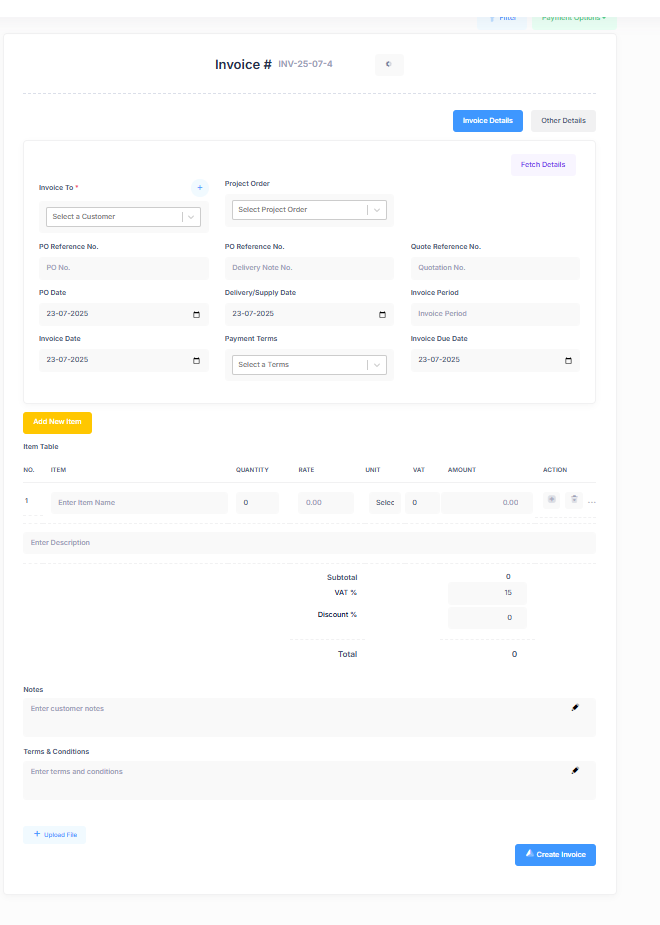 Filter Payment Options
Invoice # INV-25-07-4
Invoice Details Other Details
Fetch Details
Invoice To * + Project Order
Select a Customer Select Project Order
PO Reference No. PO Reference No. Quote Reference No.
PO No. Delivery Note No. Quotation No.
PO Date Delivery/Supply Date Invoice Period
23-07-2025 23-07-2025 Invoice Period
Invoice Date Payment Terms Invoice Due Date
23-07-2025 Select a Terms 23-07-2025
Add New Item
Item Table
NO. ITEM QUANTITY RATE UNIT VAT AMOUNT ACTION
1 Enter Item Name 0 0.00 Selec 0 0.00 ...
Enter Description
Subtotal 0
VAT % 15
Discount % 0
Total 0
Notes
Enter customer notes
Terms & Conditions
Enter terms and conditions
+ Upload File
Create Invoice